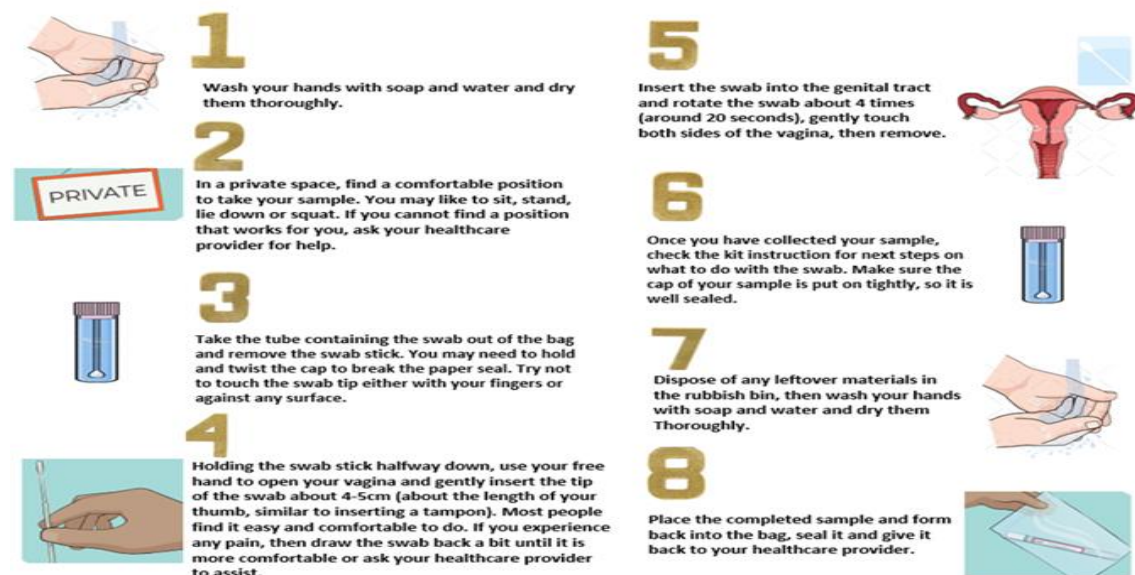 1
Wash your hands with soap and water and dry
them thoroughly.
2
PRIVATE
In a private space, find a comfortable position
to take your sample. You may like to sit, stand,
lie down or squat. If you cannot find a position
that works for you, ask your healthcare
provider for help.
3
Take the tube containing the swab out of the bag
and remove the swab stick. You may need to hold
and twist the cap to break the paper seal. Try not
to touch the swab tip either with your fingers or
against any surface.
4
Holding the swab stick halfway down, use your free
hand to open your vagina and gently insert the tip
of the swab about 4-5cm (about the length of your
thumb, similar to inserting a tampon). Most people
find it easy and comfortable to do. If you experience
any pain, then draw the swab back a bit until it is
more comfortable or ask your healthcare provider
to assist.
5
Insert the swab into the genital tract
and rotate the swab about 4 times
(around 20 seconds), gently touch
both sides of the vagina, then remove.
6
Once you have collected your sample,
check the kit instruction for next steps on
what to do with the swab. Make sure the
cap of your sample is put on tightly, so it is
well sealed.
7
Dispose of any leftover materials in
the rubbish bin, then wash your hands
with soap and water and dry them
Thoroughly.
8
Place the completed sample and form
back into the bag, seal it and give it
back to your healthcare provider.